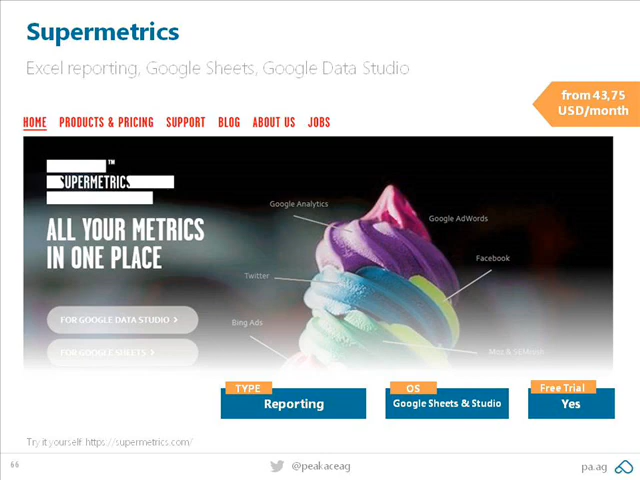 Supermetrics
Excel reporting, Google Sheets, Google Data Studio
from 43,75
USD/month
HOME PRODUCTS & PRICING SUPPORT BLOG ABOUT US JOBS
™
SUPERMETRICS
ALL YOUR METRICS
IN ONE PLACE
Google Analytics
Google AdWords
Facebook
Twitter
Bing Ads
Moz & SEMrush
FOR GOOGLE DATA STUDIO >
FOR GOOGLE SHEETS >
TYPE
Reporting
OS
Google Sheets & Studio
Free Trial
Yes
Try it yourself: https://supermetrics.com/
66
@peakaceag
pa.ag